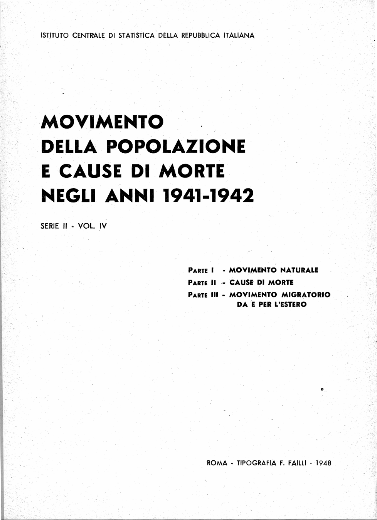 ISTITUTO CENTRALE DI STATISTICA DELLA REPUBBLICA ITALIANA
MOVIMENTO
DELLA POPOLAZIONE
E CAUSE DI MORTE
NEGLI ANNI 1941-1942
SERIE II - VOL. IV
PARTE I - MOVIMENTO NATURALE
PARTE II - CAUSE DI MORTE
PARTE III - MOVIMENTO MIGRATORIO
DA E PER L'ESTERO
ROMA - TIPOGRAFIA F. FAILLI - 1948